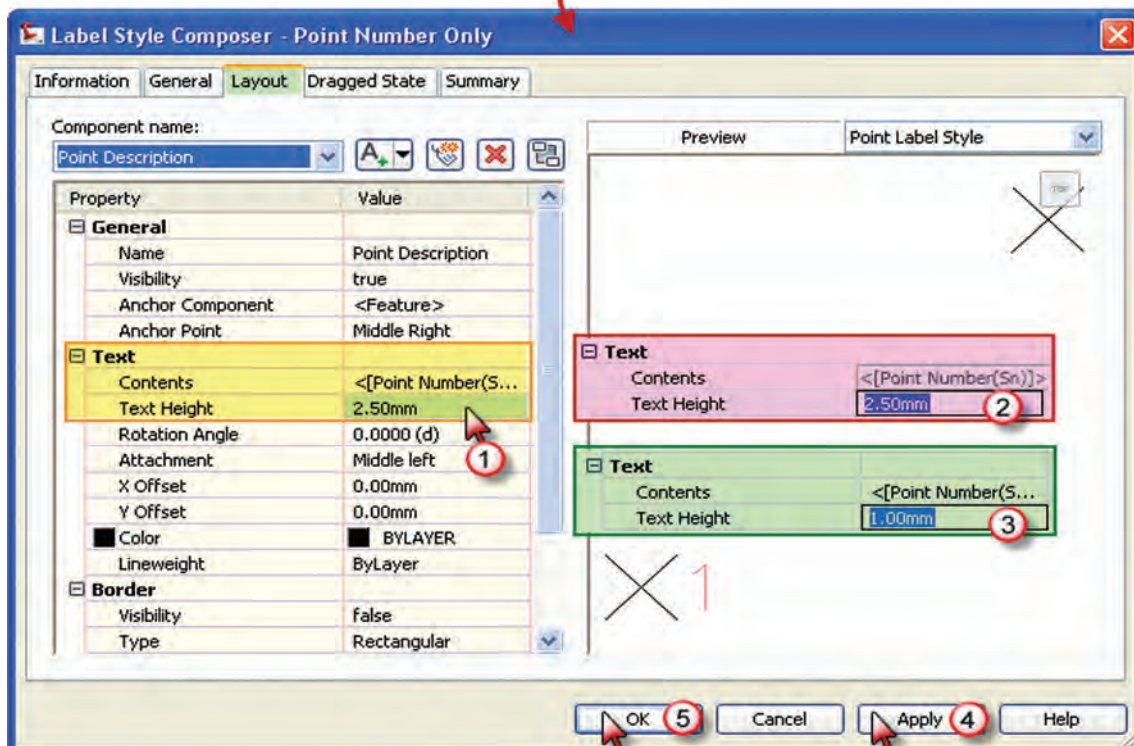 Label Style Composer - Point Number Only
Information General Layout Dragged State Summary
Component name:
Point Description
A+
Property Value
General
Name Point Description
Visibility true
Anchor Component <Feature>
Anchor Point Middle Right
Text
Contents <[Point Number(S...
Text Height 2.50mm
1
Rotation Angle 0.0000 (d)
Attachment Middle left
X Offset 0.00mm
Y Offset 0.00mm
Color BYLAYER
Lineweight ByLayer
Border
Visibility false
Type Rectangular
Preview Point Label Style
TOP
Text
Contents <[Point Number(Sn)]>
Text Height 2.50mm 2
Text
Contents <[Point Number(S...
Text Height 1.00mm 3
1
OK 5 Cancel Apply 4 Help